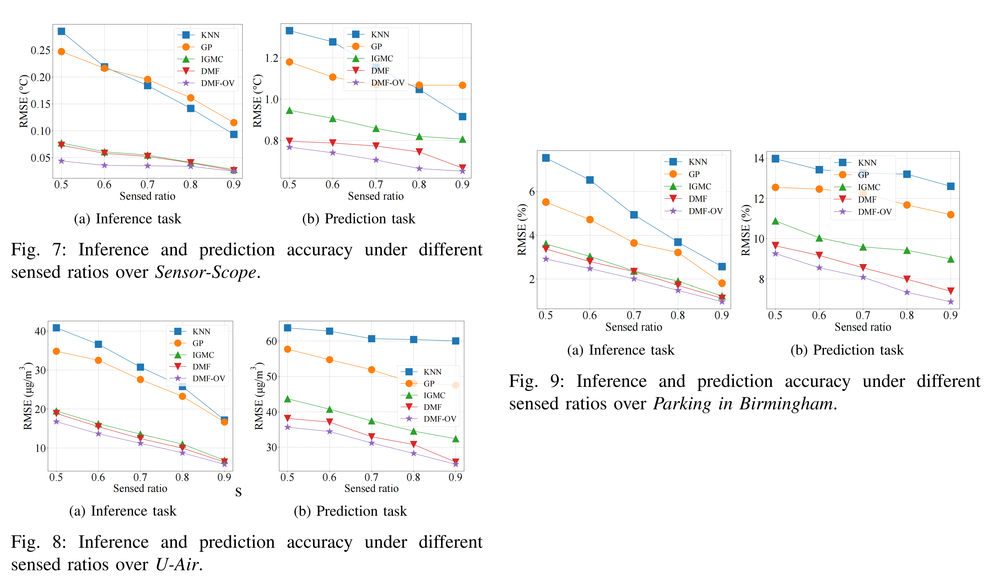 RMSE (°C)
0.25
0.20
0.15
0.10
0.05
KNN
GP
IGMC
DMF
DMF-OV
0.5 0.6 0.7 0.8 0.9
Sensed ratio
(a) Inference task
RMSE (°C)
1.2
1.0
0.8
KNN
GP
IGMC
DMF
DMF-OV
0.5 0.6 0.7 0.8 0.9
Sensed ratio
(b) Prediction task
Fig. 7: Inference and prediction accuracy under different
sensed ratios over Sensor-Scope.
RMSE (µg/m³)
40
30
20
10
KNN
GP
IGMC
DMF
DMF-OV
0.5 0.6 0.7 0.8 0.9
Sensed ratio
s
(a) Inference task
RMSE (µg/m³)
60
50
40
30
KNN
GP
IGMC
DMF
DMF-OV
0.5 0.6 0.7 0.8 0.9
Sensed ratio
(b) Prediction task
Fig. 8: Inference and prediction accuracy under different
sensed ratios over U-Air.
RMSE (%)
6
4
2
KNN
GP
IGMC
DMF
DMF-OV
0.5 0.6 0.7 0.8 0.9
Sensed ratio
(a) Inference task
RMSE (%)
14
12
10
8
KNN
GP
IGMC
DMF
DMF-OV
0.5 0.6 0.7 0.8 0.9
Sensed ratio
(b) Prediction task
Fig. 9: Inference and prediction accuracy under different
sensed ratios over Parking in Birmingham.